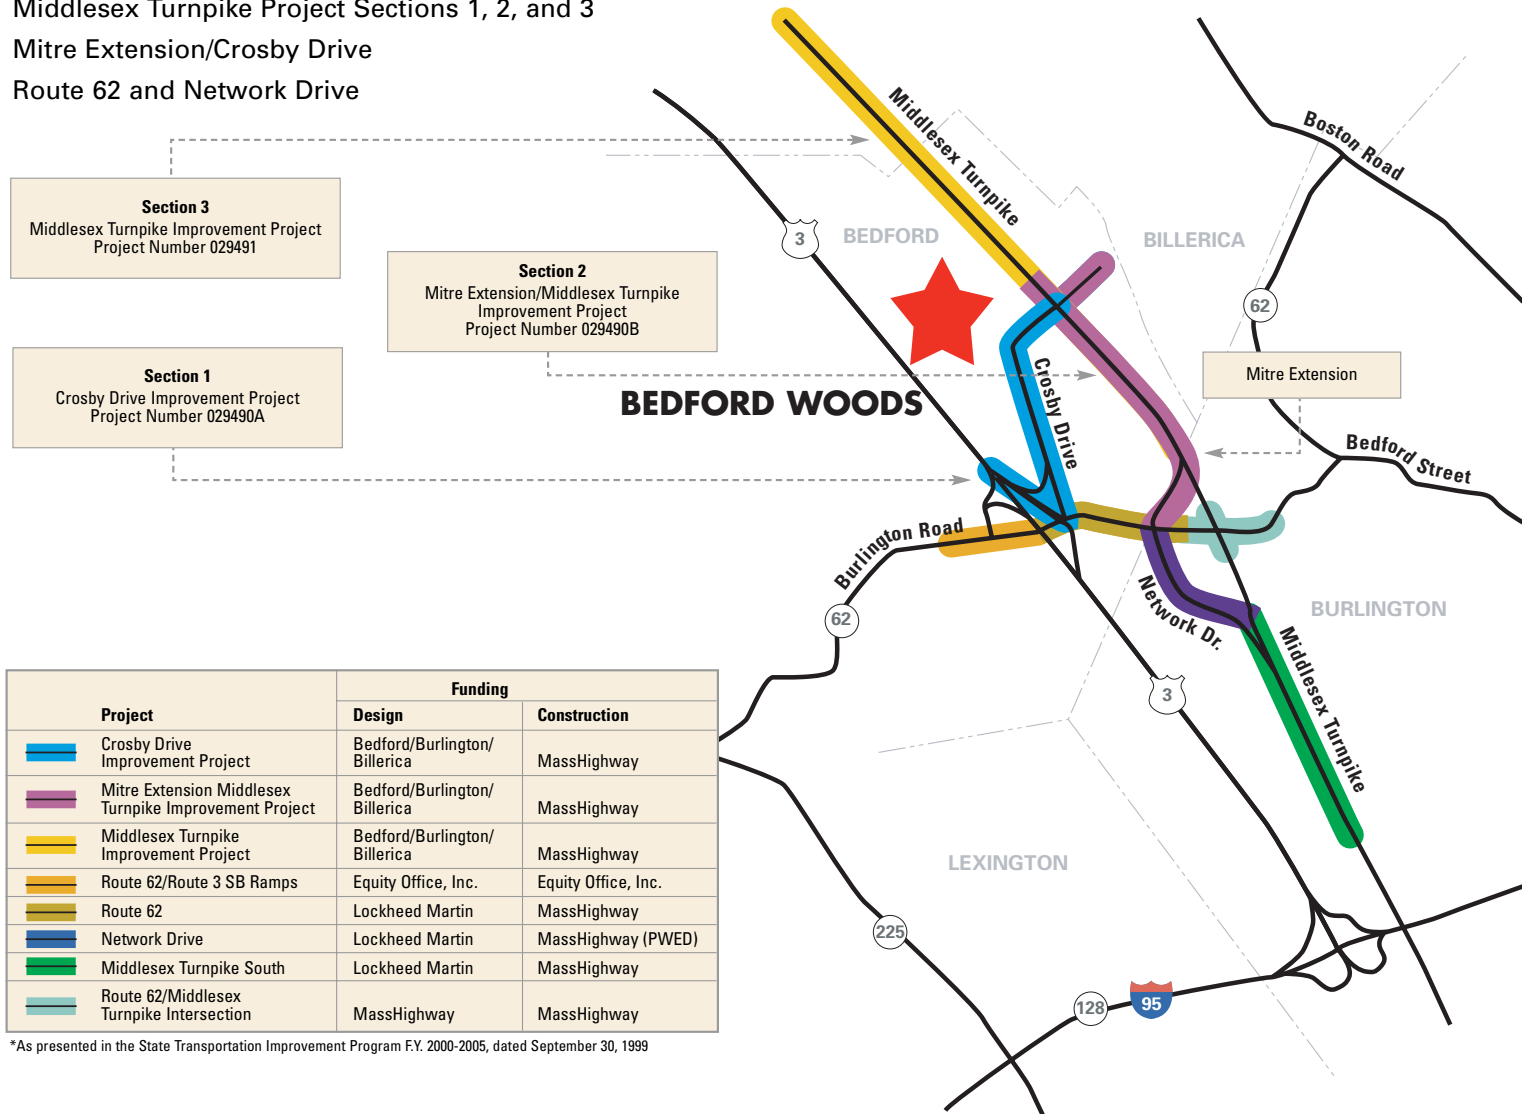 Middlesex Turnpike Project Sections 1, 2, and 3
Mitre Extension/Crosby Drive
Route 62 and Network Drive
Section 3
Middlesex Turnpike Improvement Project
Project Number 029491
Section 2
Mitre Extension/Middlesex Turnpike
Improvement Project
Project Number 029490B
Section 1
Crosby Drive Improvement Project
Project Number 029490A
Middlesex Turnpike
Boston Road
3
BEDFORD
BILLERICA
62
Mitre Extension
BEDFORD WOODS
Crosby Drive
Bedford Street
Burlington Road
62
Network Dr.
BURLINGTON
Middlesex Turnpike
3
LEXINGTON
225
128
95
Funding
Project
Design
Construction
Crosby Drive
Improvement Project
Bedford/Burlington/
Billerica
MassHighway
Mitre Extension Middlesex
Turnpike Improvement Project
Bedford/Burlington/
Billerica
MassHighway
Middlesex Turnpike
Improvement Project
Bedford/Burlington/
Billerica
MassHighway
Route 62/Route 3 SB Ramps
Equity Office, Inc.
Equity Office, Inc.
Route 62
Lockheed Martin
MassHighway
Network Drive
Lockheed Martin
MassHighway (PWED)
Middlesex Turnpike South
Lockheed Martin
MassHighway
Route 62/Middlesex
Turnpike Intersection
MassHighway
MassHighway
*As presented in the State Transportation Improvement Program F.Y. 2000-2005, dated September 30, 1999